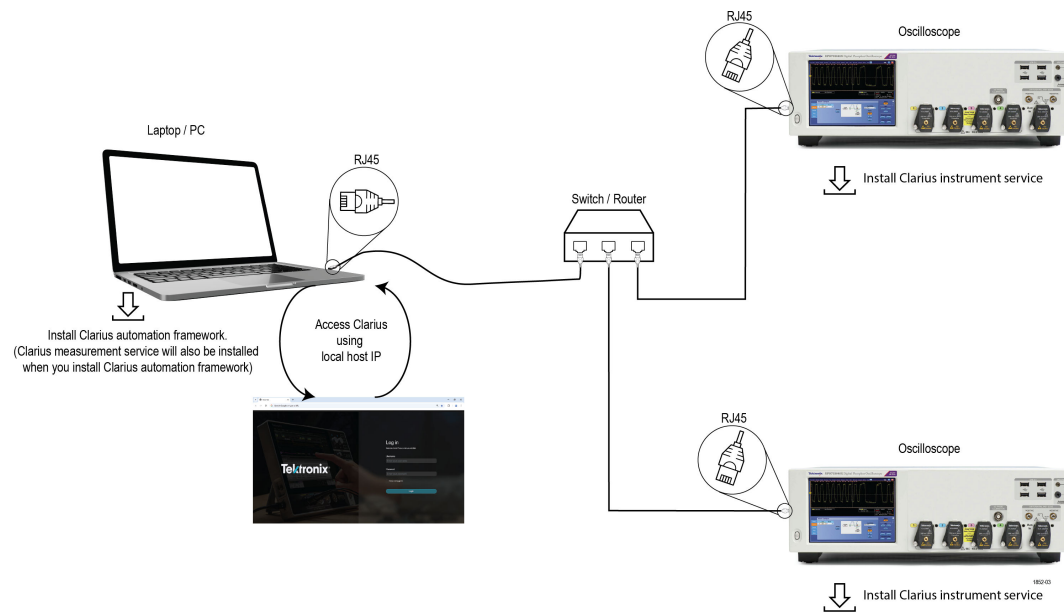 RJ45
Oscilloscope
Install Clarius instrument service
Laptop / PC
RJ45
Switch / Router
Install Clarius automation framework.
(Clarius measurement service will also be installed
when you install Clarius automation framework)
Access Clarius
using
local host IP
Log in
Tektronix
RJ45
Oscilloscope
1852-03
Install Clarius instrument service